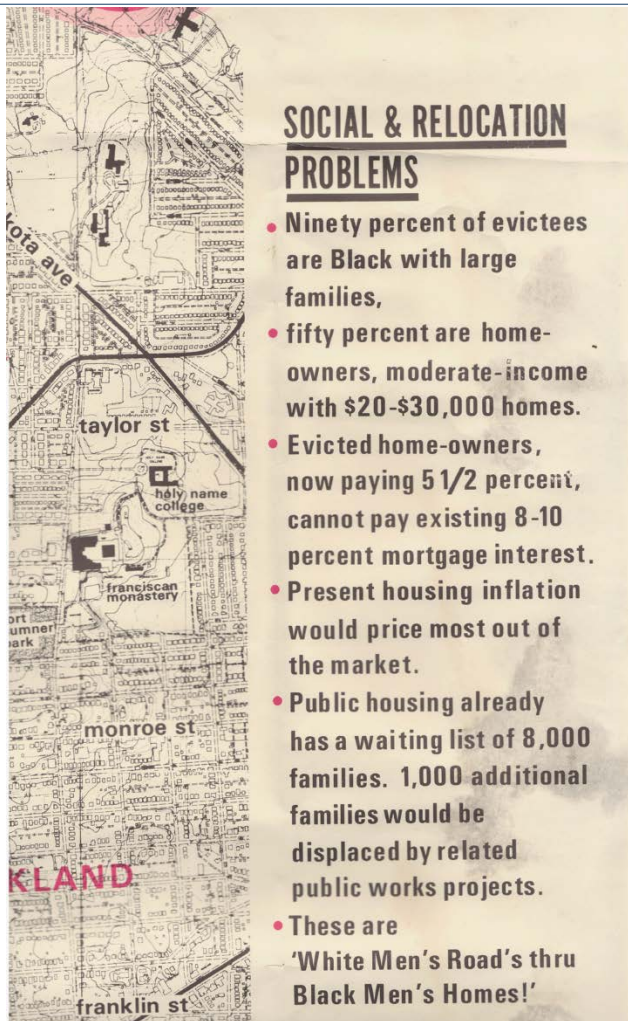 SOCIAL & RELOCATION
PROBLEMS
• Ninety percent of evictees
are Black with large
families,
• fifty percent are home-
owners, moderate-income
with $20-$30,000 homes.
• Evicted home-owners,
now paying 5 1/2 percent,
cannot pay existing 8-10
percent mortgage interest.
• Present housing inflation
would price most out of
the market.
• Public housing already
has a waiting list of 8,000
families. 1,000 additional
families would be
displaced by related
public works projects.
• These are
'White Men's Road's thru
Black Men's Homes!'
kota ave
taylor st
holy name
college
franciscan
monastery
ort
umner
park
monroe st
KLAND
franklin st